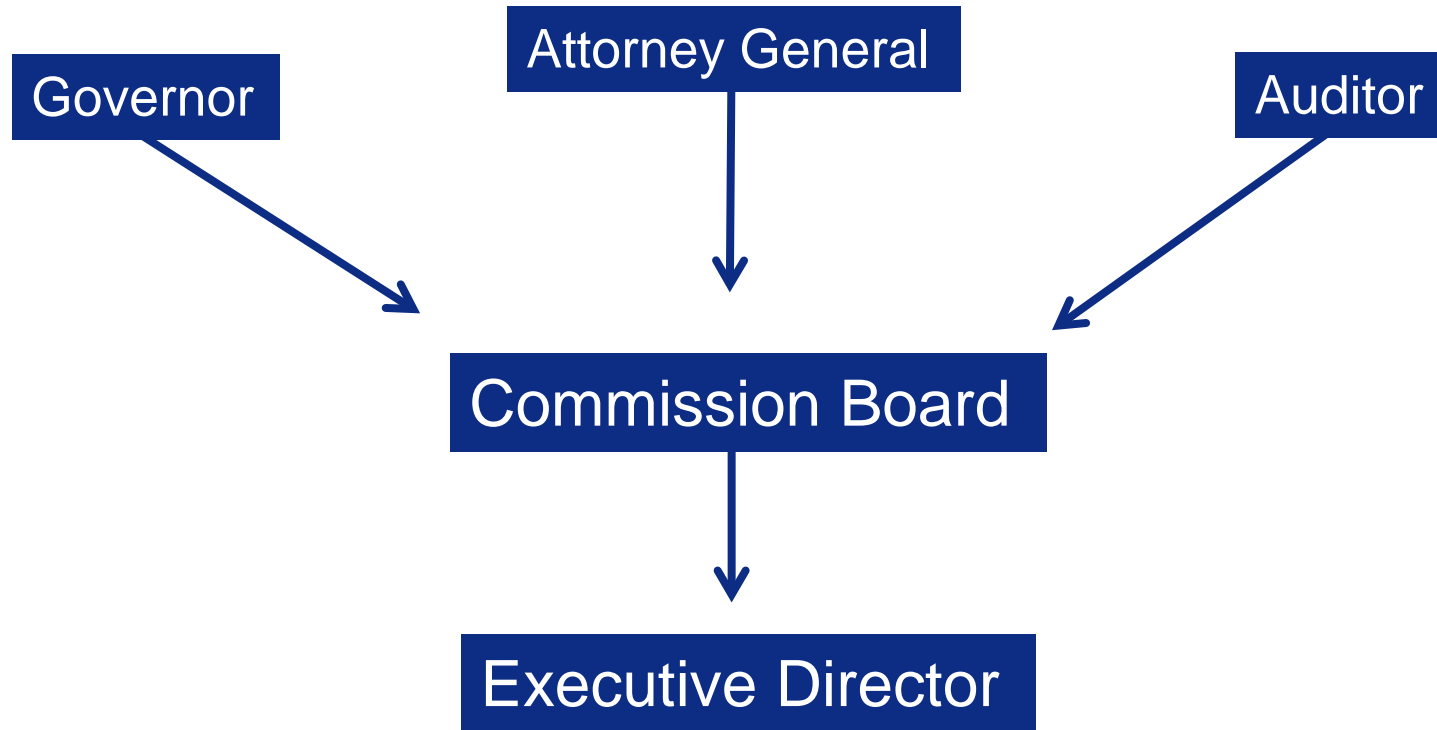 Governor
Attorney General
Auditor
Commission Board
Executive Director